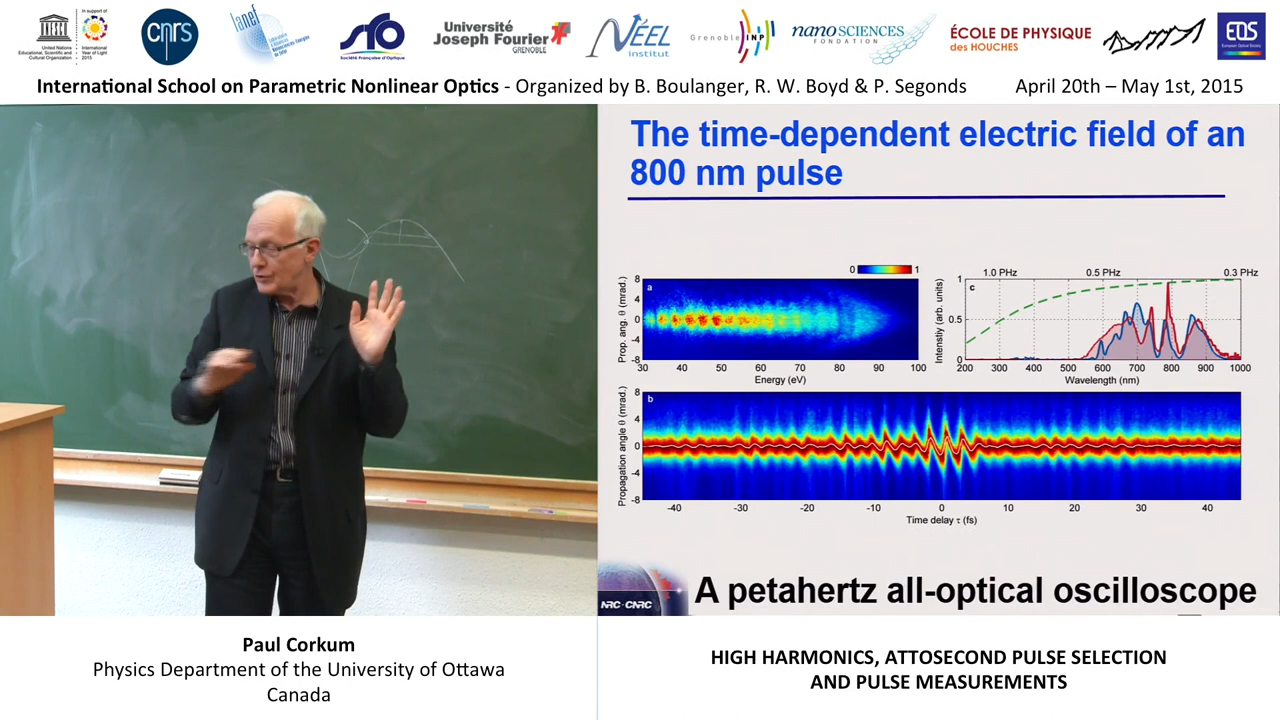 United Nations
Educational, Scientific and
Cultural Organization
In support of
International
Year of Light
2015
cnrs
lanef
sfo
Société Française d'Optique
Université
Joseph Fourier
GRENOBLE
NÉEL
institut
Grenoble INP
nanoSCIENCES
FONDATION
ÉCOLE DE PHYSIQUE
des HOUCHES
EOS
European Optical Society
International School on Parametric Nonlinear Optics - Organized by B. Boulanger, R. W. Boyd & P. Segonds April 20th – May 1st, 2015
The time-dependent electric field of an
800 nm pulse
0 1
a
8
4
0
-4
-8
Prop. ang. θ (mrad.)
30 40 50 60 70 80 90 100
Energy (eV)
1.0 PHz 0.5 PHz 0.3 PHz
c
1
0.5
0
Intenstiy (arb. units)
200 300 400 500 600 700 800 900 1000
Wavelength (nm)
b
8
4
0
-4
-8
Propagation angle θ (mrad.)
-40 -30 -20 -10 0 10 20 30 40
Time delay τ (fs)
NRC·CNRC
A petahertz all-optical oscilloscope
Paul Corkum
Physics Department of the University of Ottawa
Canada
HIGH HARMONICS, ATTOSECOND PULSE SELECTION
AND PULSE MEASUREMENTS